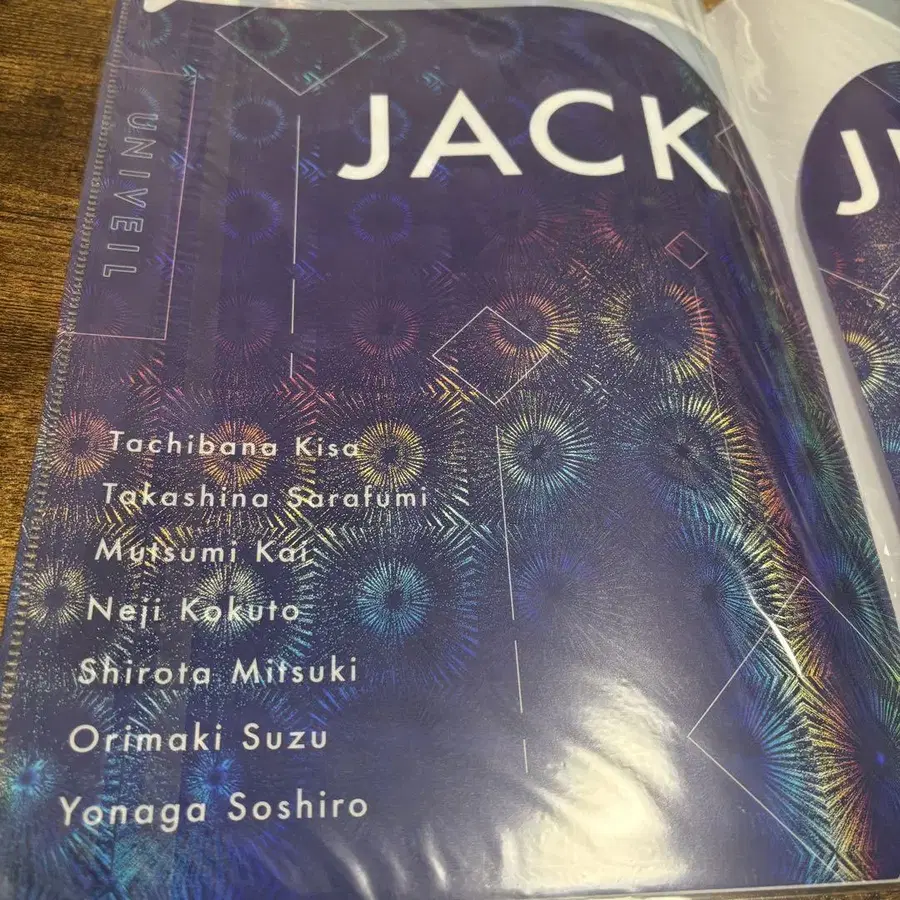 UNIVEIL
JACK
Tachibana Kisa
Takashina Sarafumi
Mutsumi Kai
Neji Kokuto
Shirota Mitsuki
Orimaki Suzu
Yonaga Soshiro